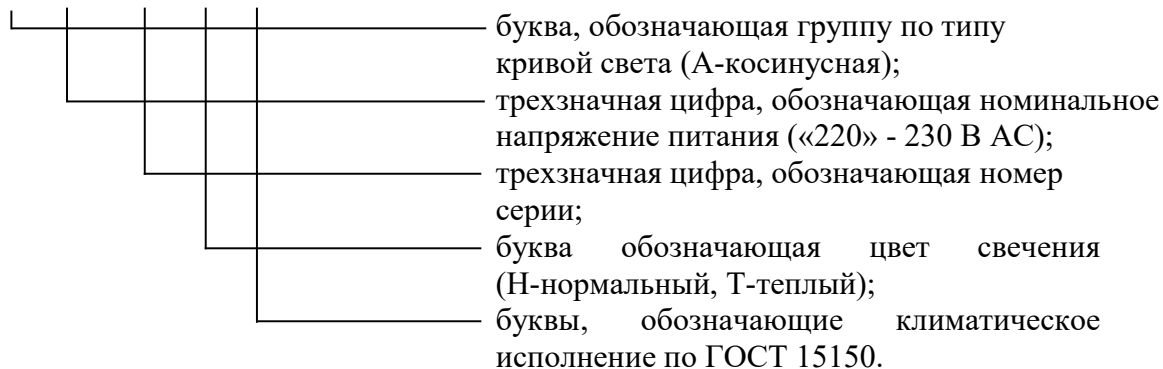 буква, обозначающая группу по типу
кривой света (А-косинусная);
трехзначная цифра, обозначающая номинальное
напряжение питания («220» - 230 В АС);
трехзначная цифра, обозначающая номер
серии;
буква обозначающая цвет свечения
(Н-нормальный, Т-теплый);
буквы, обозначающие климатическое
исполнение по ГОСТ 15150.